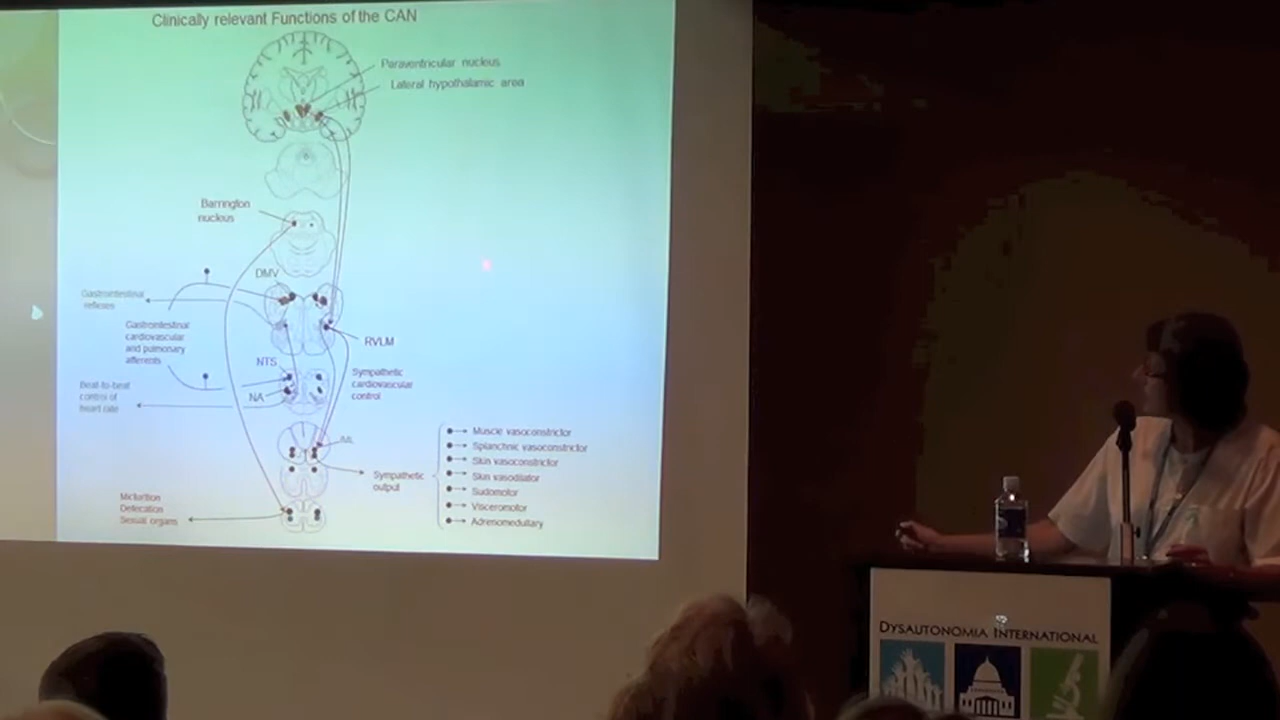 Clinically relevant Functions of the CAN
Paraventricular nucleus
Lateral hypothalamic area
Barrington
nucleus
DMV
Gastrointestinal
reflexes
Gastrointestinal
cardiovascular
and pulmonary
afferents
RVLM
NTS
Sympathetic
cardiovascular
control
Beat-to-beat
control of
heart rate
NA
IML
Muscle vasoconstrictor
Splanchnic vasoconstrictor
Skin vasoconstrictor
Skin vasodilator
Sudomotor
Visceromotor
Adrenomedullary
Sympathetic
output
Micturition
Defecation
Sexual organs
DYSAUTONOMIA INTERNATIONAL